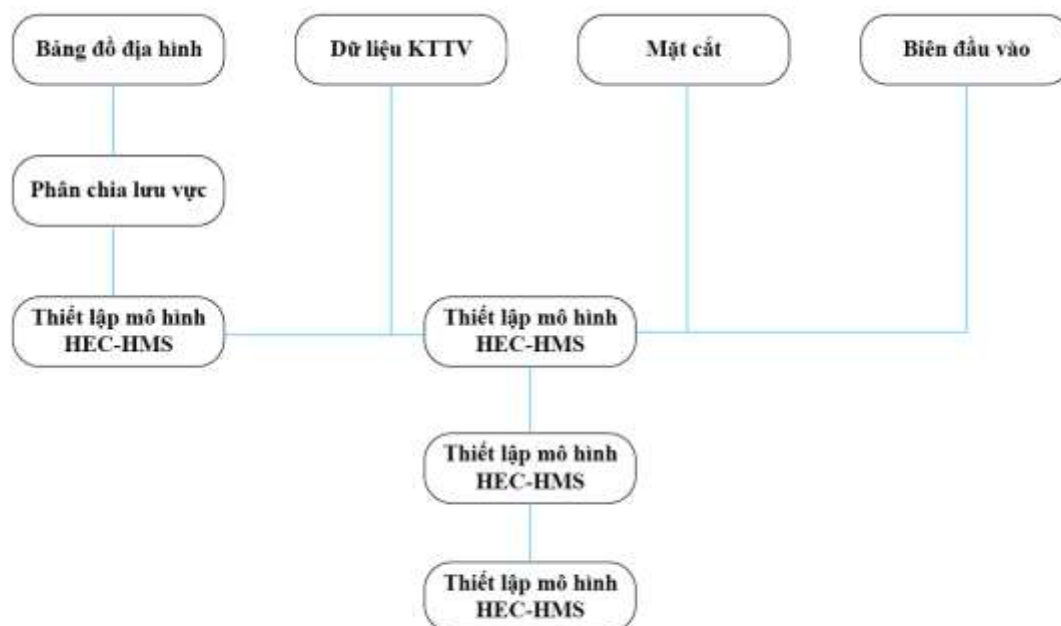 Bảng đồ địa hình
Dữ liệu KTTV
Mặt cắt
Biên đầu vào
Phân chia lưu vực
Thiết lập mô hình
HEC-HMS
Thiết lập mô hình
HEC-HMS
Thiết lập mô hình
HEC-HMS
Thiết lập mô hình
HEC-HMS